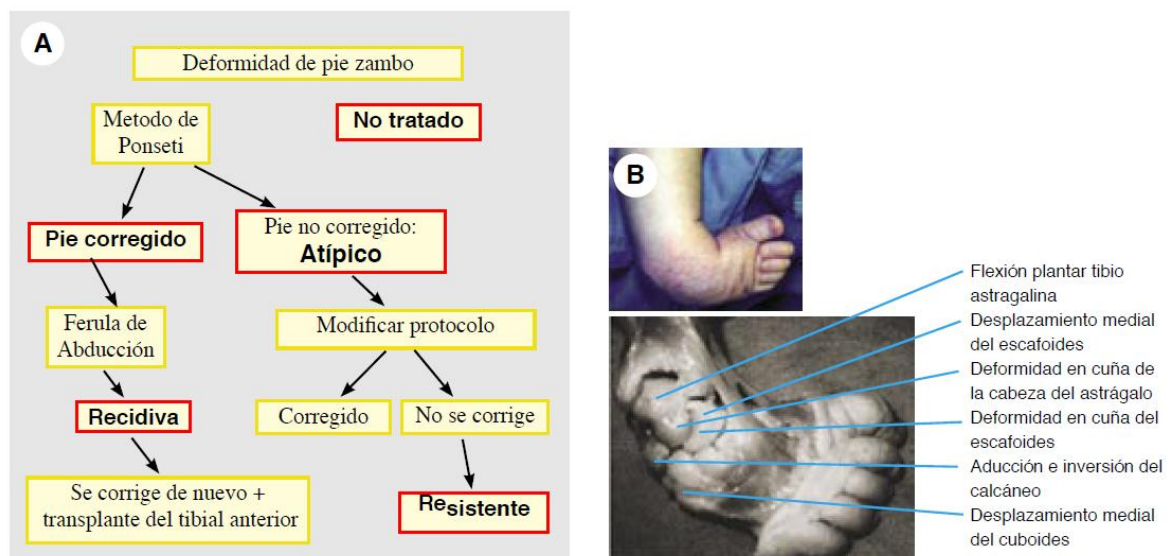 A
Deformidad de pie zambo
Metodo de
Ponseti
No tratado
Pie corregido
Pie no corregido:
Atípico
Ferula de
Abducción
Modificar protocolo
Recidiva
Corregido
No se corrige
Se corrige de nuevo +
transplante del tibial anterior
Resistente
B
Flexión plantar tibio
astragalina
Desplazamiento medial
del escafoides
Deformidad en cuña de
la cabeza del astrágalo
Deformidad en cuña del
escafoides
Aducción e inversión del
calcáneo
Desplazamiento medial
del cuboides